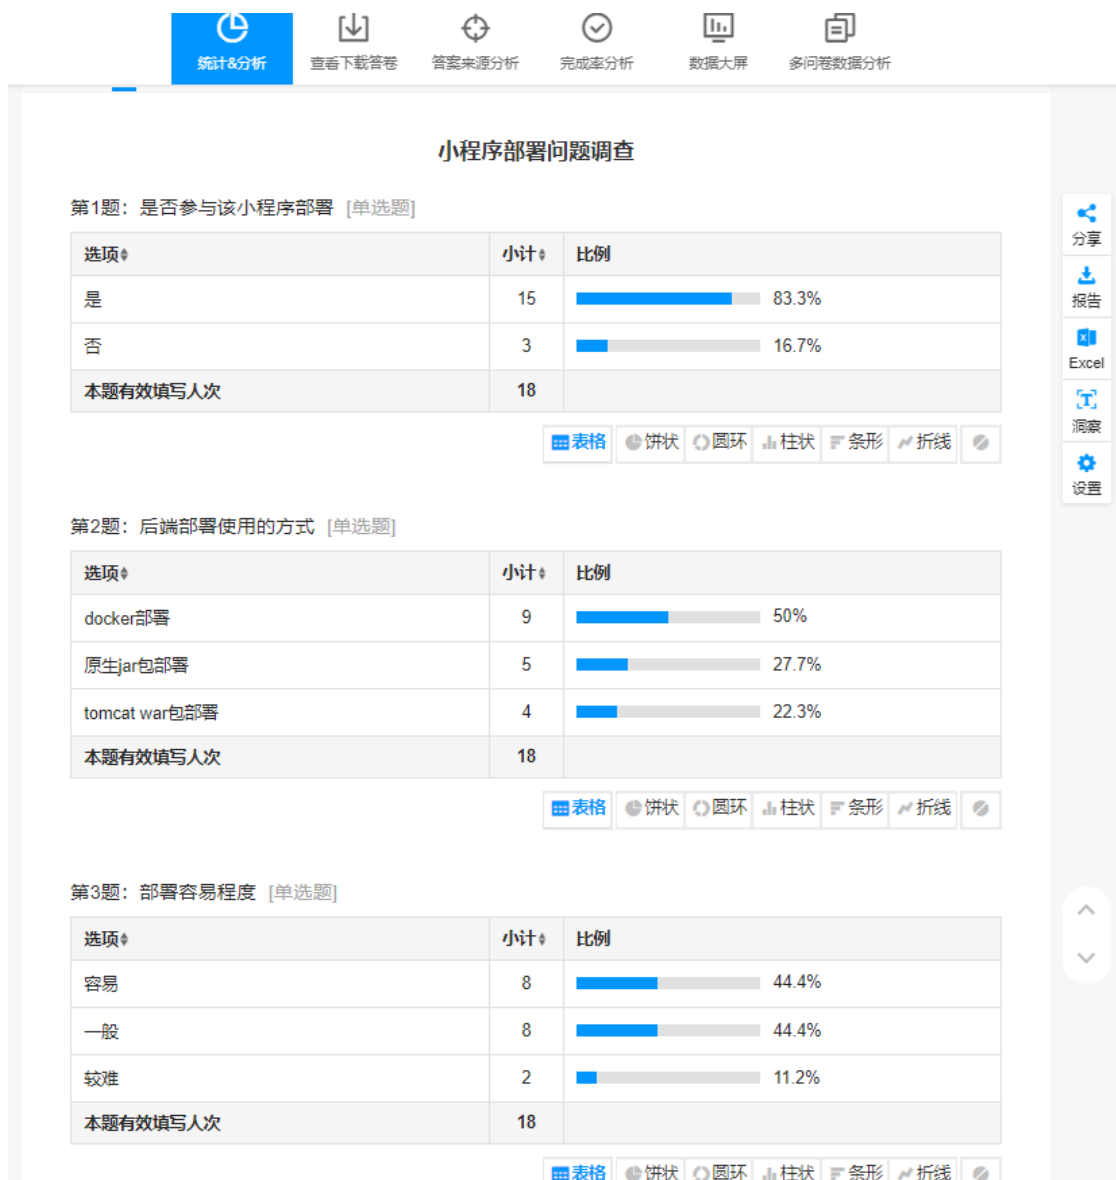 统计&分析 查看下载答卷 答案来源分析 完成率分析 数据大屏 多问卷数据分析
小程序部署问题调查
第1题：是否参与该小程序部署 [单选题]
选项 小计 比例
是 15 83.3%
否 3 16.7%
本题有效填写人次 18
表格 饼状 圆环 柱状 条形 折线
第2题：后端部署使用的方式 [单选题]
选项 小计 比例
docker部署 9 50%
原生jar包部署 5 27.7%
tomcat war包部署 4 22.3%
本题有效填写人次 18
表格 饼状 圆环 柱状 条形 折线
第3题：部署容易程度 [单选题]
选项 小计 比例
容易 8 44.4%
一般 8 44.4%
较难 2 11.2%
本题有效填写人次 18
表格 饼状 圆环 柱状 条形 折线
分享
报告
Excel
洞察
设置